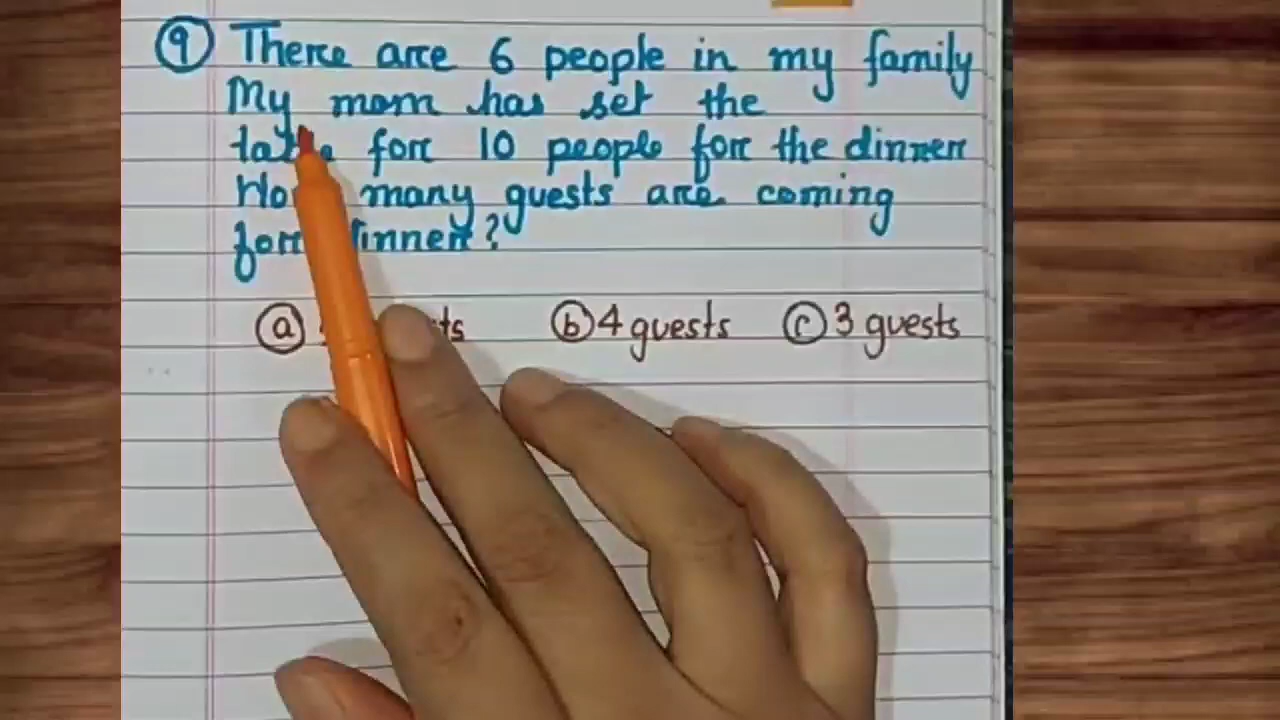 9 There are 6 people in my family
My mom has set the
for 10 people for the dinner
many guests are coming
for dinner?
a
b 4 guests c 3 guests